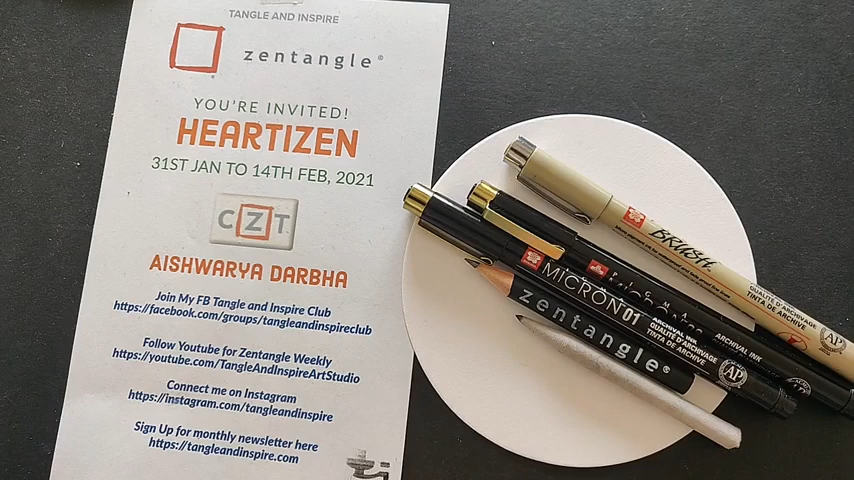 TANGLE AND INSPIRE
zentangle®
YOU'RE INVITED!
HEARTIZEN
31ST JAN TO 14TH FEB, 2021
CZT
AISHWARYA DARBHA
Join My FB Tangle and Inspire Club
https://facebook.com/groups/tangleandinspireclub
Follow Youtube for Zentangle Weekly
https://youtube.com/TangleAndInspireArtStudio
Connect me on Instagram
https://instagram.com/tangleandinspire
Sign Up for monthly newsletter here
https://tangleandinspire.com
BRUSH
QUALITÉ D'ARCHIVAGE
TINTA DE ARCHIVE
AP
PIGMA
ARCHIVAL INK
MICRON 01
ARCHIVAL INK
QUALITÉ D'ARCHIVAGE
TINTA DE ARCHIVE
AP
zentangle®